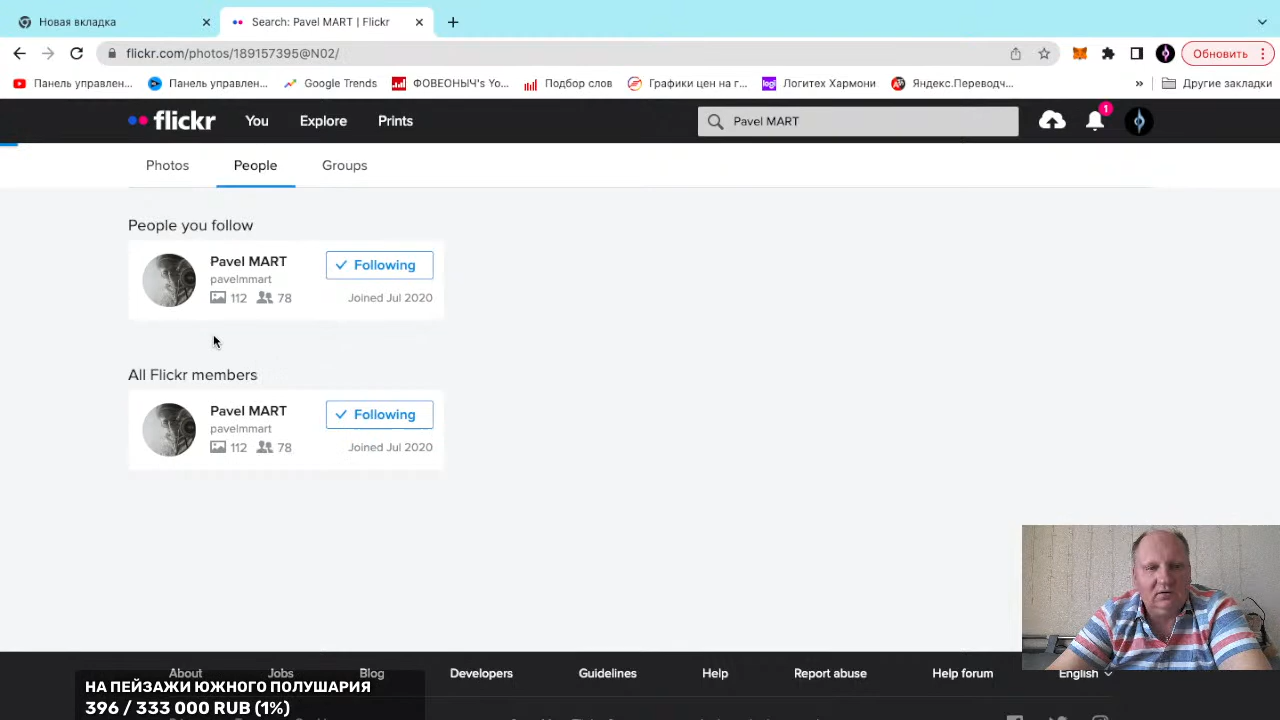 Новая вкладка
Search: Pavel MART | Flickr
flickr.com/photos/189157395@N02/
Обновить
Панель управлен...
Панель управлен...
Google Trends
ФОВЕОНЫЧ's Yo...
Подбор слов
Графики цен на г...
Логитех Хармони
Яндекс.Переводч...
»
Другие закладки
flickr
You
Explore
Prints
Pavel MART
1
Photos
People
Groups
People you follow
Pavel MART
Following
pavelmmart
112
78
Joined Jul 2020
All Flickr members
Pavel MART
Following
pavelmmart
112
78
Joined Jul 2020
About
Jobs
Blog
Developers
Guidelines
Help
Report abuse
Help forum
English
НА ПЕЙЗАЖИ ЮЖНОГО ПОЛУШАРИЯ
396 / 333 000 RUB (1%)